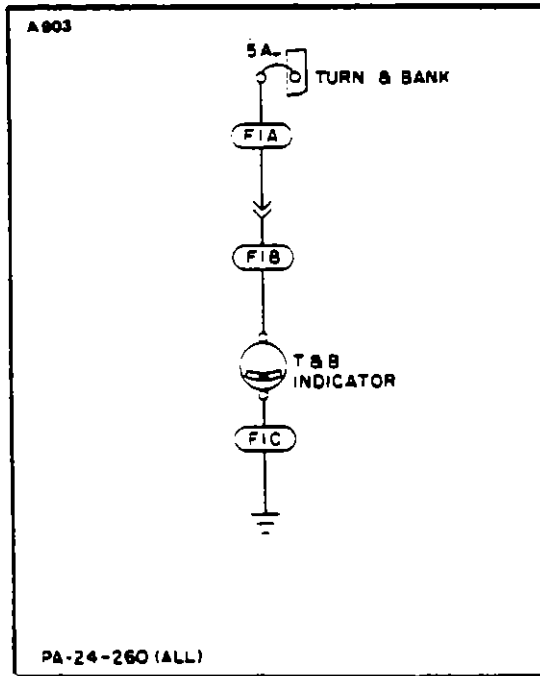 A903
5A
TURN & BANK
F1A
F1B
T & B
INDICATOR
F1C
PA-24-260 (ALL)